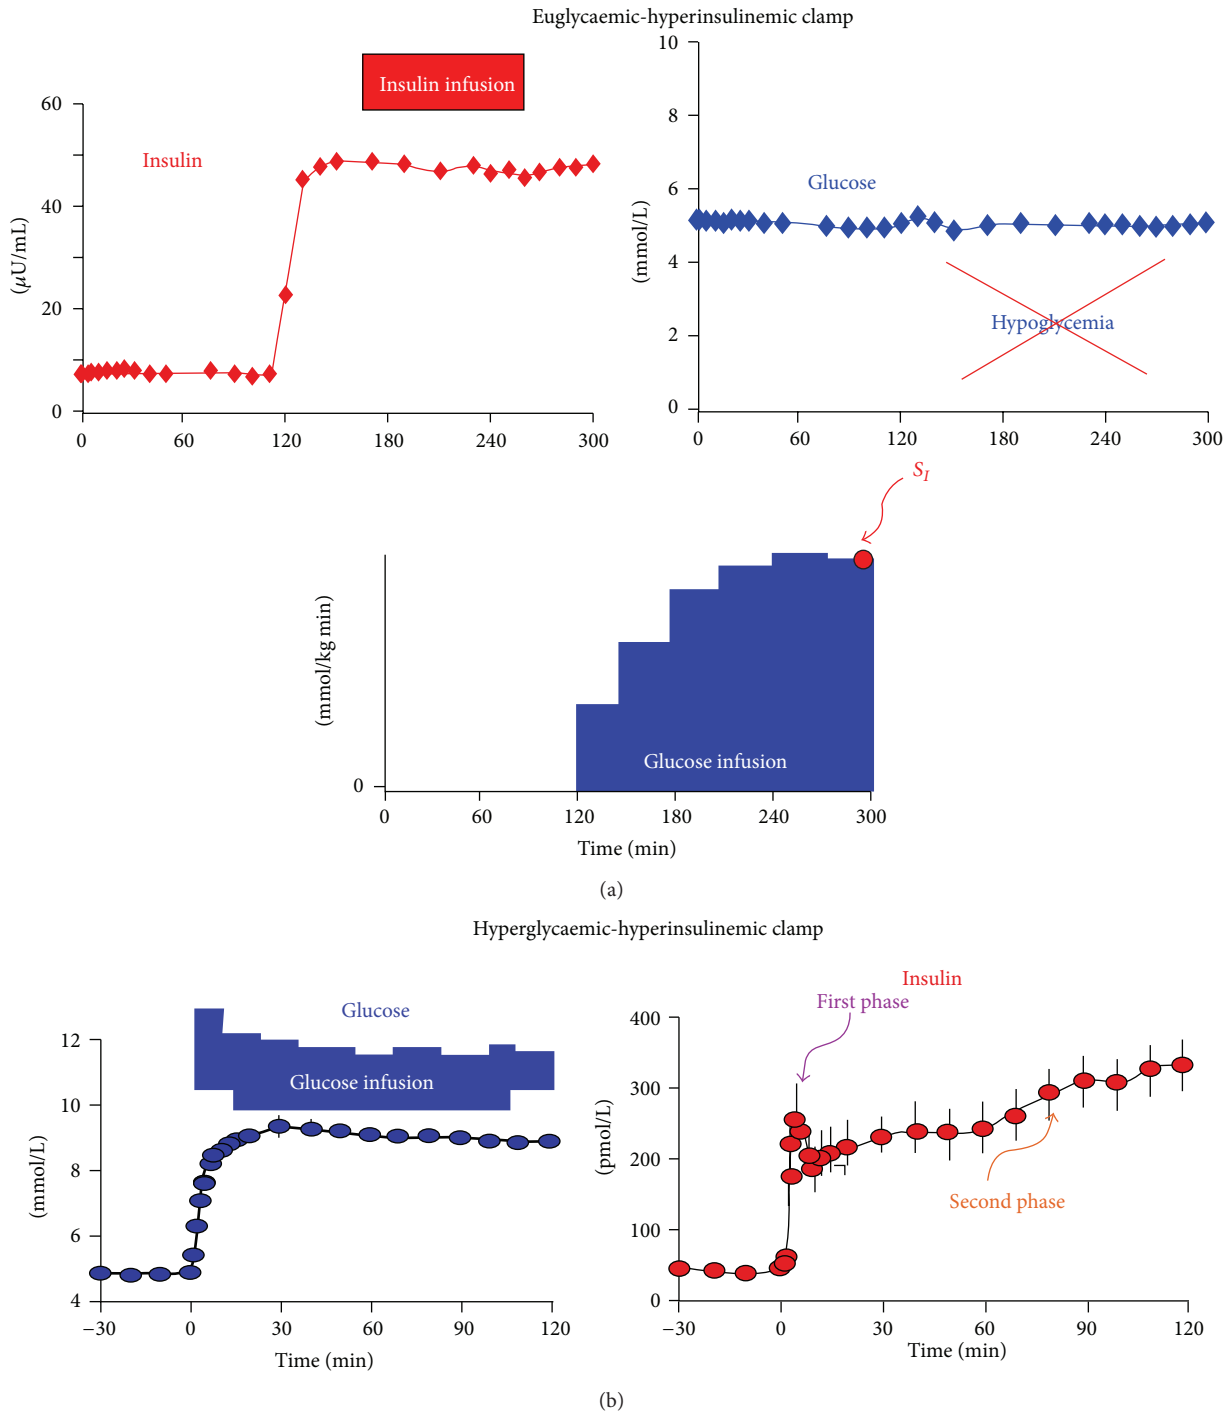 Euglycaemic-hyperinsulinemic clamp
Insulin infusion
Insulin
(μU/mL)
60
40
20
0
0 60 120 180 240 300
Glucose
Hypoglycemia
(mmol/L)
10
8
6
4
2
0
0 60 120 180 240 300
S_I
(mmol/kg min)
Glucose infusion
0
0 60 120 180 240 300
Time (min)
(a)
Hyperglycaemic-hyperinsulinemic clamp
Glucose
Glucose infusion
(mmol/L)
12
10
8
6
4
−30 0 30 60 90 120
Time (min)
Insulin
First phase
Second phase
(pmol/L)
400
300
200
100
0
−30 0 30 60 90 120
Time (min)
(b)